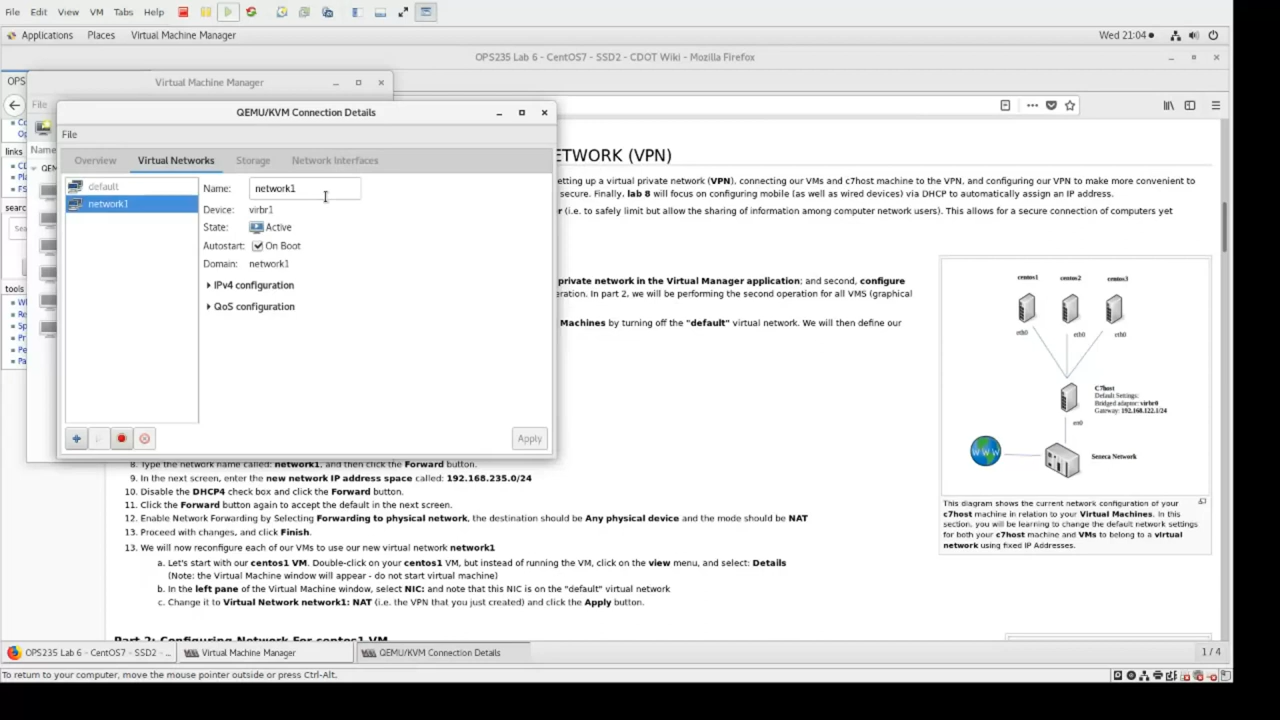 File Edit View VM Tabs Help
Applications Places Virtual Machine Manager Wed 21:04
OPS235 Lab 6 - CentOS7 - SSD2 - CDOT Wiki - Mozilla Firefox
OPS
Virtual Machine Manager
File
QEMU/KVM Connection Details
File
Name
Overview Virtual Networks Storage Network Interfaces
default
network1
Name: network1
Device: virbr1
State: Active
Autostart: On Boot
Domain: network1
IPv4 configuration
QoS configuration
Apply
links
tools
ETWORK (VPN)
etting up a virtual private network (VPN), connecting our VMs and c7host machine to the VPN, and configuring our VPN to make more convenient to
secure. Finally, lab 8 will focus on configuring mobile (as well as wired devices) via DHCP to automatically assign an IP address.
r (i.e. to safely limit but allow the sharing of information among computer network users). This allows for a secure connection of computers yet
private network in the Virtual Manager application; and second, configure
eration. In part 2, we will be performing the second operation for all VMS (graphical
Machines by turning off the "default" virtual network. We will then define our
8. Type the network name called: network1, and then click the Forward button.
9. In the next screen, enter the new network IP address space called: 192.168.235.0/24
10. Disable the DHCP4 check box and click the Forward button.
11. Click the Forward button again to accept the default in the next screen.
12. Enable Network Forwarding by Selecting Forwarding to physical network, the destination should be Any physical device and the mode should be NAT
13. Proceed with changes, and click Finish.
13. We will now reconfigure each of our VMs to use our new virtual network network1
a. Let's start with our centos1 VM. Double-click on your centos1 VM, but instead of running the VM, click on the view menu, and select: Details
(Note: the Virtual Machine window will appear - do not start virtual machine)
b. In the left pane of the Virtual Machine window, select NIC: and note that this NIC is on the "default" virtual network
c. Change it to Virtual Network network1: NAT (i.e. the VPN that you just created) and click the Apply button.
Part 2: Configuring Network For centos1 VM
centos1 centos2 centos3
eth0 eth0 eth0
C7host
Default Settings:
Bridged adaptor: virbr0
Gateway: 192.168.122.1/24
WWW
Seneca Network
This diagram shows the current network configuration of your
c7host machine in relation to your Virtual Machines. In this
section, you will be learning to change the default network settings
for both your c7host machine and VMs to belong to a virtual
network using fixed IP Addresses.
OPS235 Lab 6 - CentOS7 - SSD2 - ... Virtual Machine Manager QEMU/KVM Connection Details 1 / 4
To return to your computer, move the mouse pointer outside or press Ctrl-Alt.